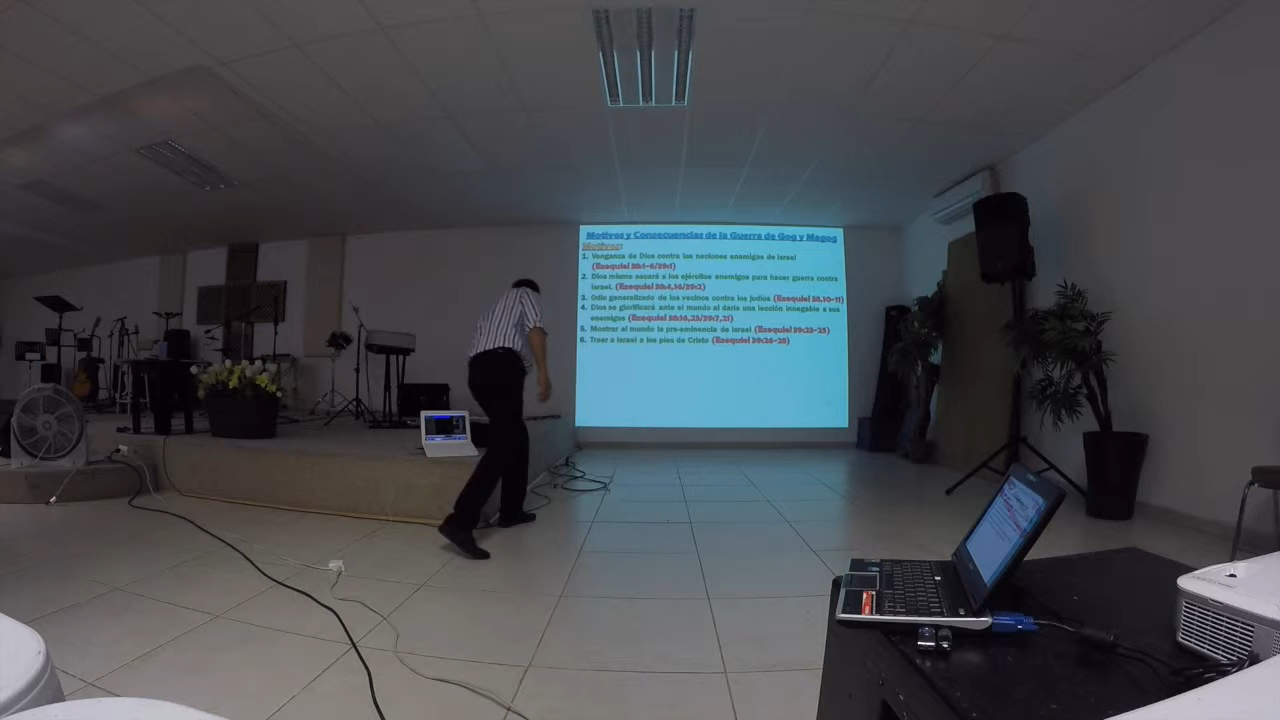 Motivos y Consecuencias de la Guerra de Gog y Magog
Motivos:
1. Venganza de Dios contra las naciones enemigas de Israel
(Ezequiel 38:1-6/39:1)
2. Dios mismo sacará a los ejércitos enemigos para hacer guerra contra
Israel. (Ezequiel 38:4,16/39:2)
3. Odio generalizado de los vecinos contra los judíos (Ezequiel 38.10-11)
4. Dios se glorificará ante el mundo al darle una lección innegable a sus
enemigos (Ezequiel 38:16,23/39:7,21)
5. Mostrar al mundo la pre-eminencia de Israel (Ezequiel 39:23-25)
6. Traer a Israel a los pies de Cristo (Ezequiel 39:26-28)